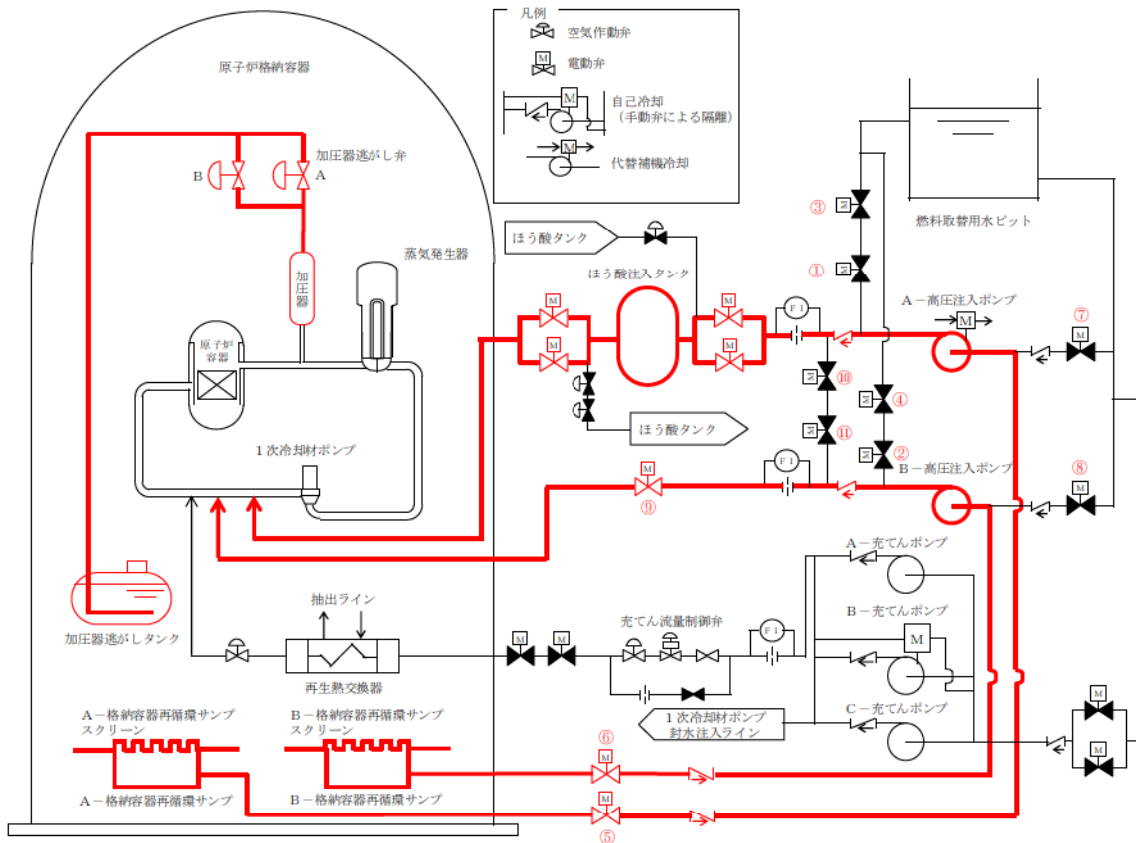 凡例
空気作動弁
M
電動弁
M
自己冷却
（手動弁による隔離）
M
代替補機冷却
原子炉格納容器
加圧器逃がし弁
B
A
加
圧
器
蒸気発生器
原子炉
容器
1次冷却材ポンプ
加圧器逃がしタンク
ほう酸タンク
ほう酸注入タンク
M
M
M
M
ほう酸タンク
F I
M
③
M
①
燃料取替用水ピット
A－高圧注入ポンプ
M
⑦
M
M
⑩
M
⑪
M
④
M
②
B－高圧注入ポンプ
F I
M
⑨
⑧
M
抽出ライン
再生熱交換器
M
M
充てん流量制御弁
F I
A－充てんポンプ
B－充てんポンプ
M
C－充てんポンプ
1次冷却材ポンプ
封水注入ライン
M
M
A－格納容器再循環サンプ
スクリーン
B－格納容器再循環サンプ
スクリーン
⑥
M
A－格納容器再循環サンプ
B－格納容器再循環サンプ
M
⑤